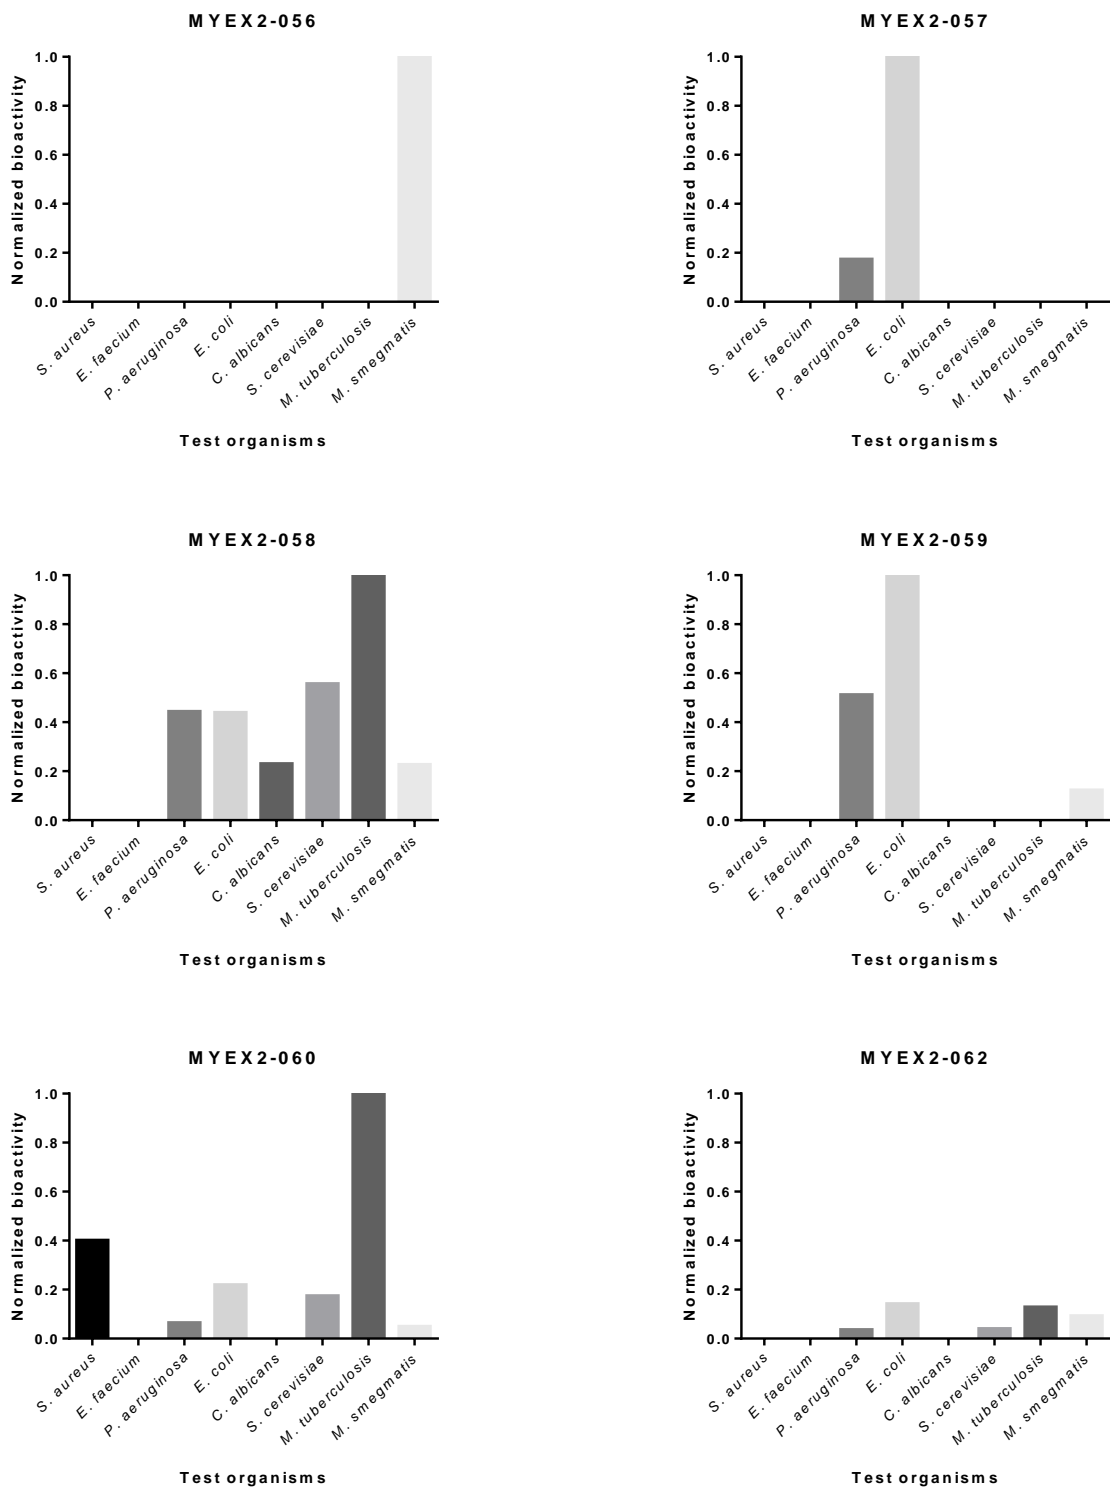 MYEX2-056
Normalized bioactivity
1.0
0.8
0.6
0.4
0.2
0.0
S. aureus
E. faecium
P. aeruginosa
E. coli
C. albicans
S. cerevisiae
M. tuberculosis
M. smegmatis
Test organisms
MYEX2-057
Normalized bioactivity
1.0
0.8
0.6
0.4
0.2
0.0
S. aureus
E. faecium
P. aeruginosa
E. coli
C. albicans
S. cerevisiae
M. tuberculosis
M. smegmatis
Test organisms
MYEX2-058
Normalized bioactivity
1.0
0.8
0.6
0.4
0.2
0.0
S. aureus
E. faecium
P. aeruginosa
E. coli
C. albicans
S. cerevisiae
M. tuberculosis
M. smegmatis
Test organisms
MYEX2-059
Normalized bioactivity
1.0
0.8
0.6
0.4
0.2
0.0
S. aureus
E. faecium
P. aeruginosa
E. coli
C. albicans
S. cerevisiae
M. tuberculosis
M. smegmatis
Test organisms
MYEX2-060
Normalized bioactivity
1.0
0.8
0.6
0.4
0.2
0.0
S. aureus
E. faecium
P. aeruginosa
E. coli
C. albicans
S. cerevisiae
M. tuberculosis
M. smegmatis
Test organisms
MYEX2-062
Normalized bioactivity
1.0
0.8
0.6
0.4
0.2
0.0
S. aureus
E. faecium
P. aeruginosa
E. coli
C. albicans
S. cerevisiae
M. tuberculosis
M. smegmatis
Test organisms